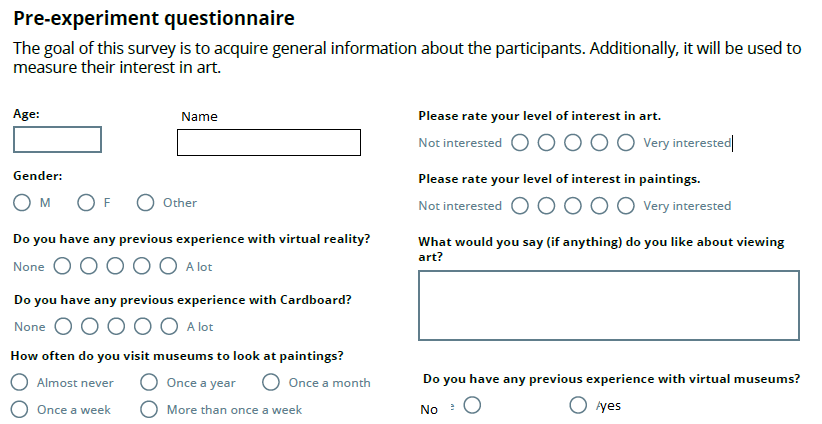 Pre-experiment questionnaire
The goal of this survey is to acquire general information about the participants. Additionally, it will be used to
measure their interest in art.
Age:
Name
Gender:
M F Other
Do you have any previous experience with virtual reality?
None A lot
Do you have any previous experience with Cardboard?
None A lot
How often do you visit museums to look at paintings?
Almost never Once a year Once a month
Once a week More than once a week
Please rate your level of interest in art.
Not interested Very interested
Please rate your level of interest in paintings.
Not interested Very interested
What would you say (if anything) do you like about viewing
art?
Do you have any previous experience with virtual museums?
No yes